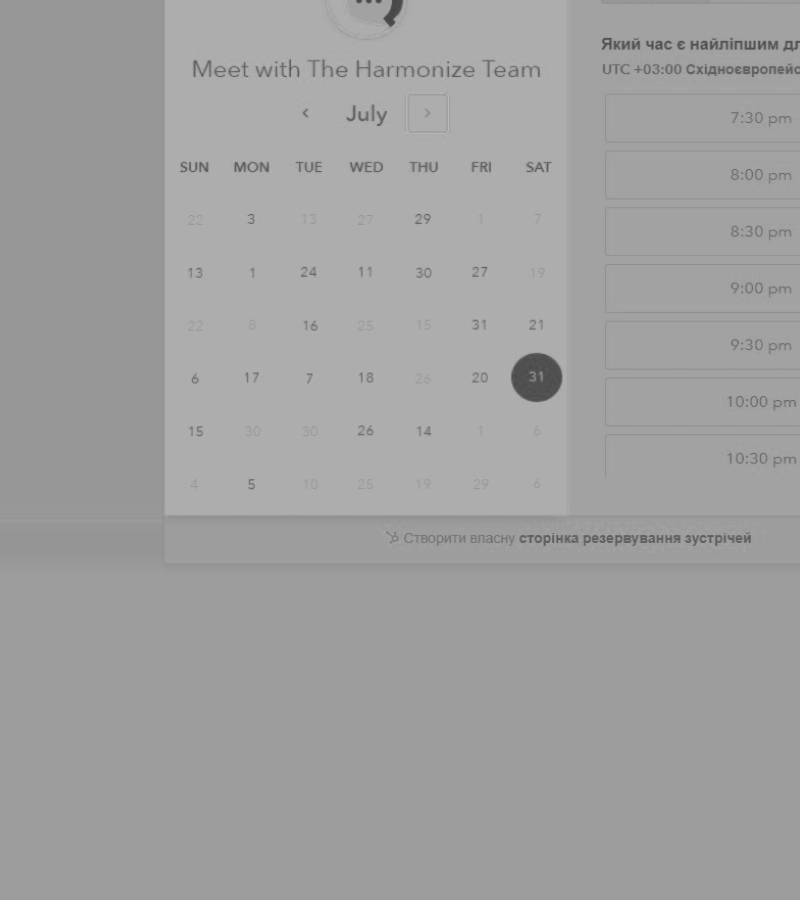 Meet with The Harmonize Team
July
SUN MON TUE WED THU FRI SAT
22 3 13 27 29 1 7
13 1 24 11 30 27 19
22 8 16 25 15 31 21
6 17 7 18 26 20 31
15 30 30 26 14 1 6
4 5 10 25 19 29 6
Який час є найліпшим дл
UTC +03:00 Східноєвропейс
7:30 pm
8:00 pm
8:30 pm
9:00 pm
9:30 pm
10:00 pm
10:30 pm
Створити власну сторінка резервування зустрічей